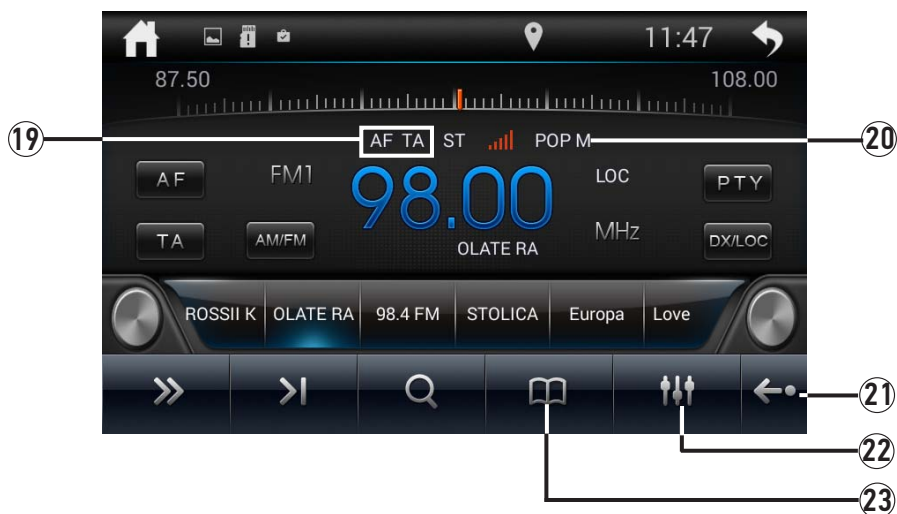 11:47
87.50 108.00
19 AF TA ST POP M 20
AF FM1 98.00 LOC PTY
TA AM/FM OLATE RA MHz DX/LOC
ROSSII K OLATE RA 98.4 FM STOLICA Europa Love
21
22
23